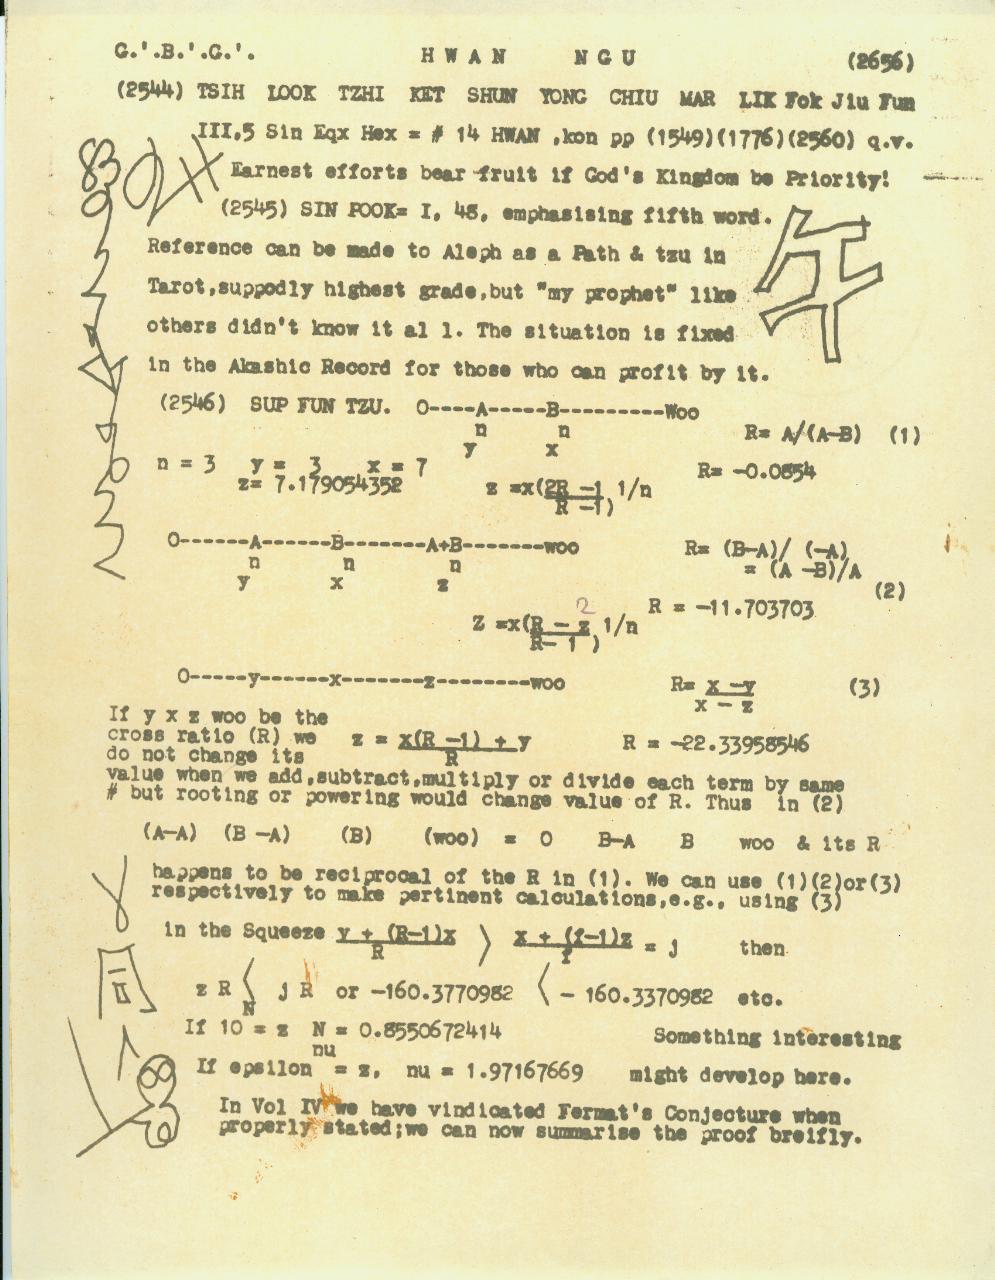 G.'.B.'.G.'. HWAN NGU (2656)
(2544) TSIH LOOK TZHI KET SHUN YONG CHIU MAR LIK Fok Jiu Fun
III,5 Sin Eqx Hex = # 14 HWAN ,kon pp (1549)(1776)(2560) q.v.
Earnest efforts bear fruit if God's Kingdom be Priority!
(2545) SIN POOK= I, 48, emphasising fifth word.
Reference can be made to Aleph as a Path & tzu in
Tarot,suppodly highest grade,but "my prophet" like
others didn't know it al l. The situation is fixed
in the Akashic Record for those who can profit by it.
(2546) SUP FUN TZU. O----A------B----------Woo
n n R= A/(A-B) (1)
y x
n = 3 y = 3 x = 7 R= -0.0854
z= 7.179054352 z =x(2R -1 1/n
R -1)
O-------A------B--------A+B--------woo R= (B-A)/ (-A)
n n n = (A -B)/A
y x z (2)
2 R = -11.703703
Z =x(R - z 1/n
R- 1 )
O-----y------x--------z---------woo R= x -y (3)
x - z
If y x z woo be the
cross ratio (R) we z = x(R -1) + y R = -22.33958546
do not change its R
value when we add,subtract,multiply or divide each term by same
# but rooting or powering would change value of R. Thus in (2)
(A-A) (B -A) (B) (woo) = O B-A B woo & its R
happens to be reciprocal of the R in (1). We can use (1)(2)or(3)
respectively to make pertinent calculations,e.g., using (3)
in the Squeeze y + (R-1)x > x + (f-1)z = j then
R f
z R < j R or -160.3770982 < - 160.3370982 etc.
N
If 10 = z N = 0.8550672414 Something interesting
nu
If epsilon = z, nu = 1.97167669 might develop here.
In Vol IV we have vindicated Fermat's Conjecture when
properly stated;we can now summarise the proof breifly.